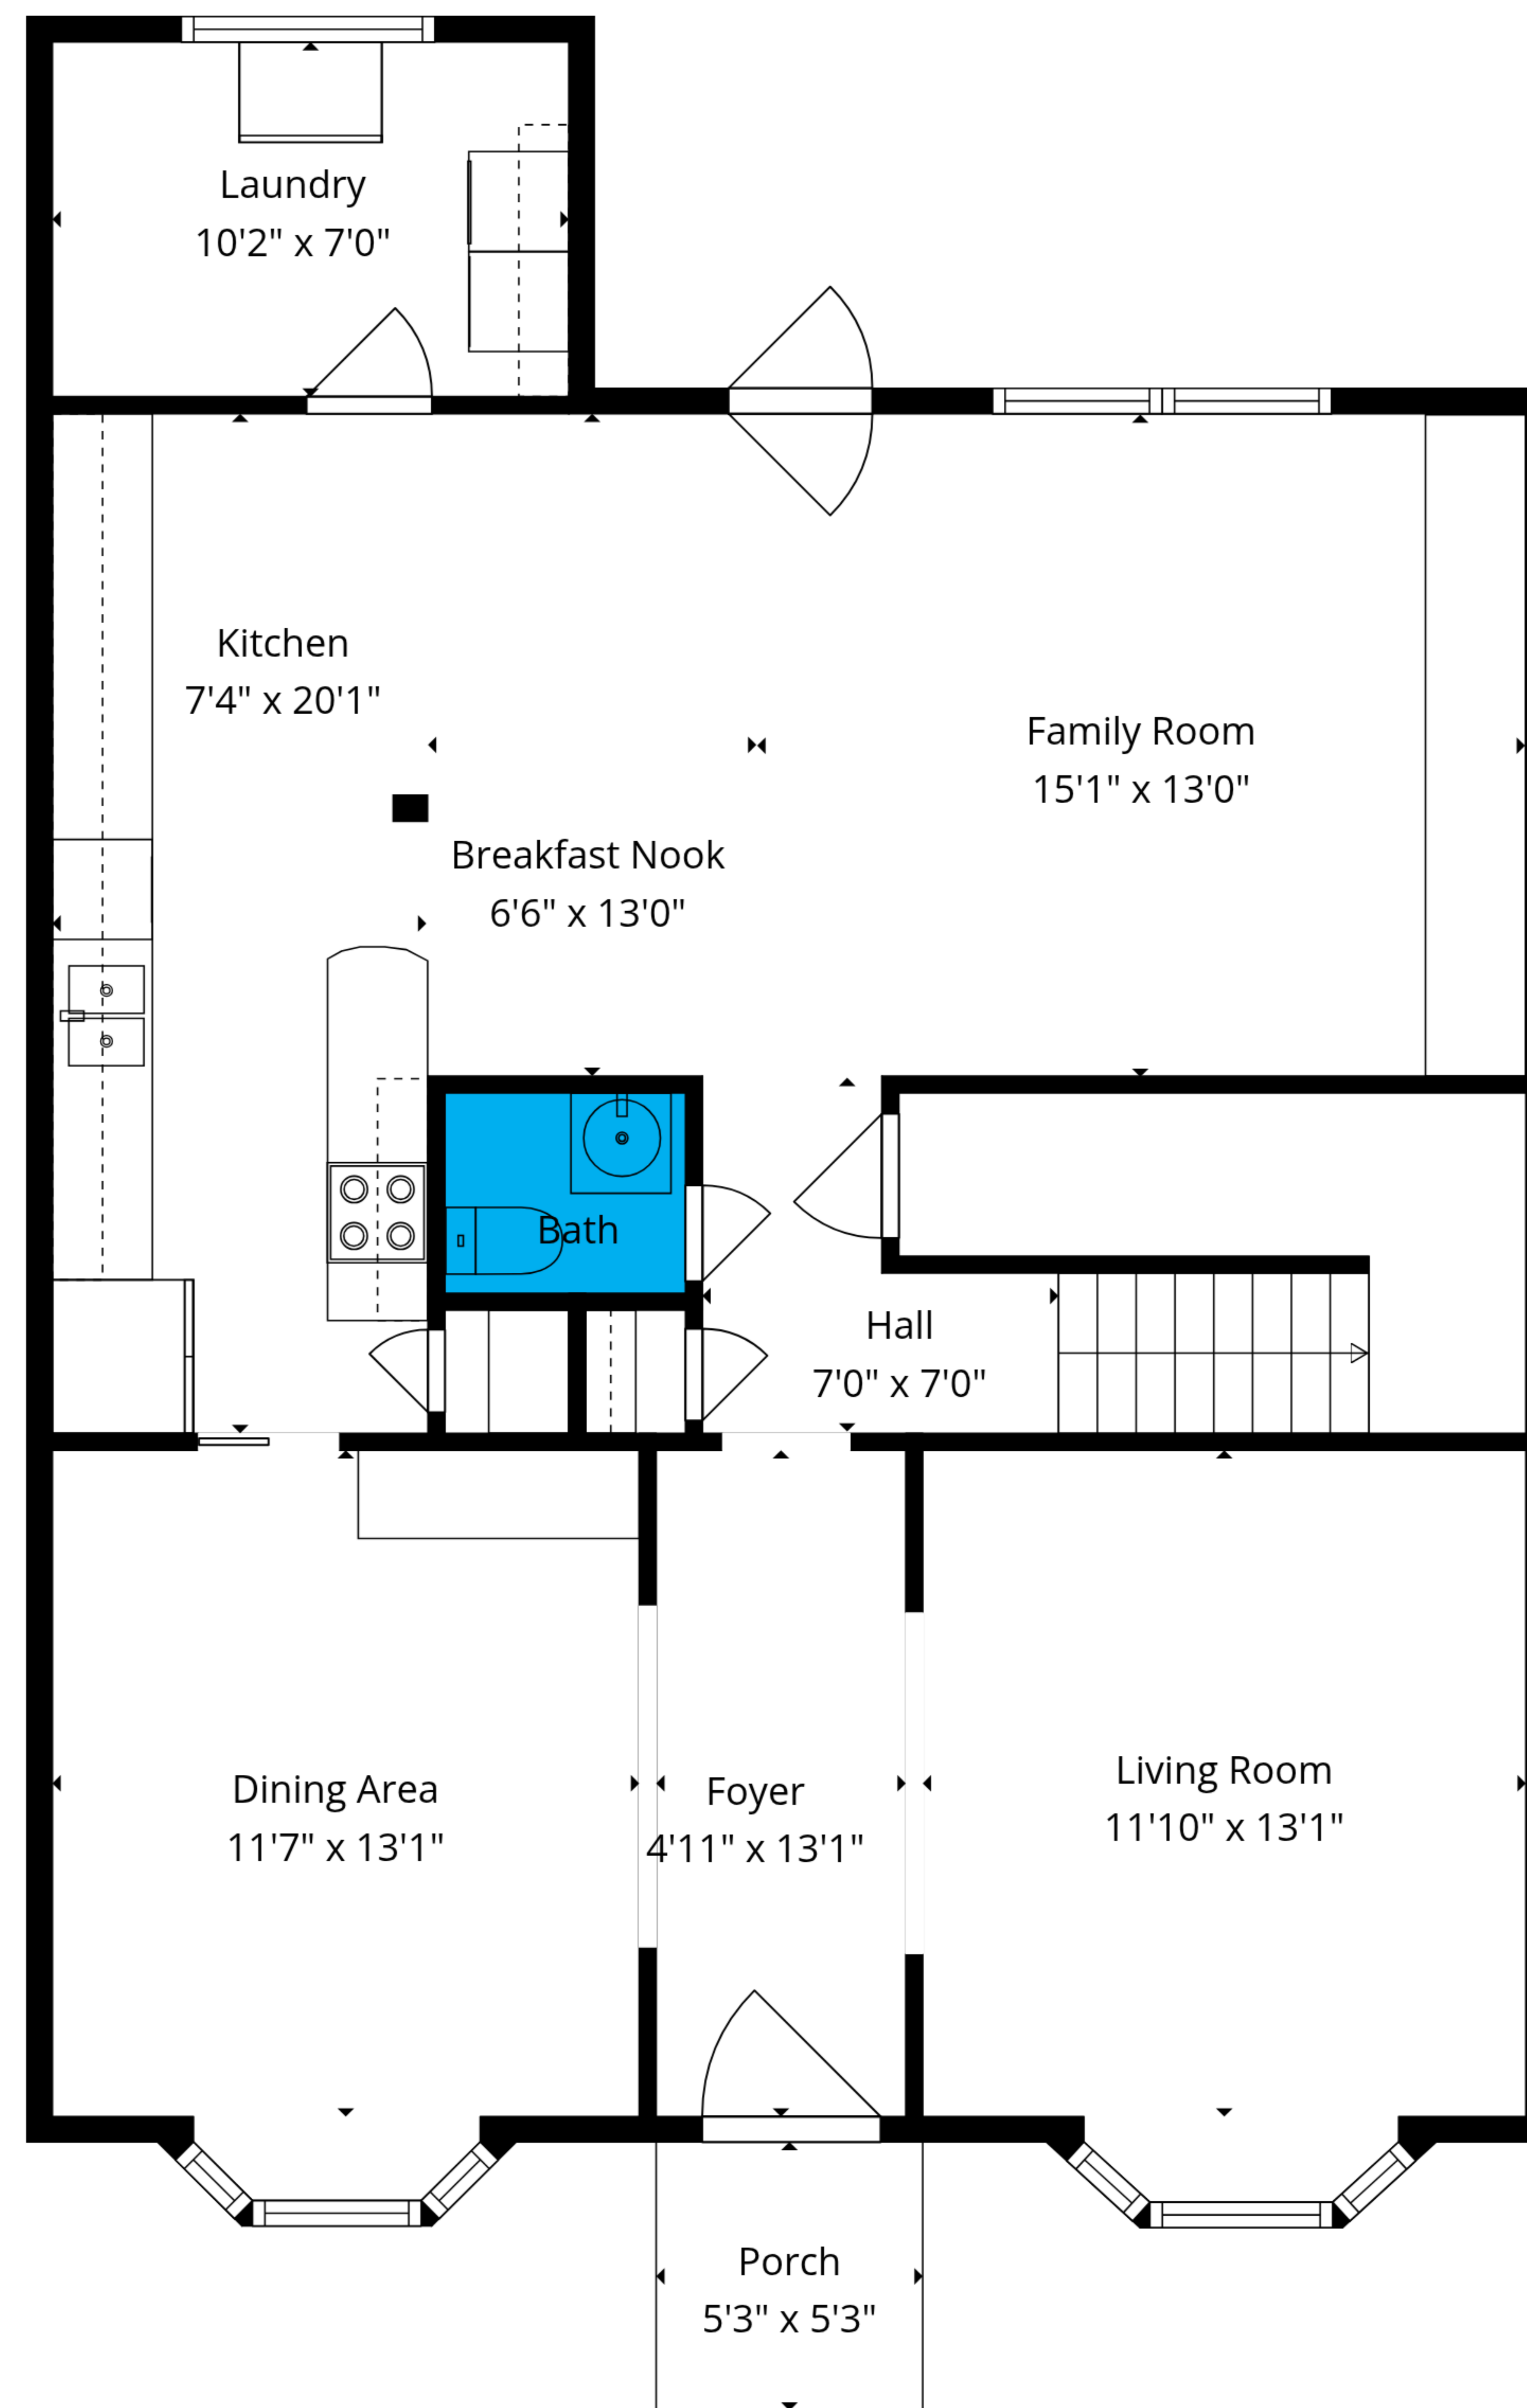 Laundry
10'2" x 7'0"
Kitchen
7'4" x 20'1"
Family Room
15'1" x 13'0"
Breakfast Nook
6'6" x 13'0"
Bath
Hall
7'0" x 7'0"
Dining Area
11'7" x 13'1"
Foyer
4'11" x 13'1"
Living Room
11'10" x 13'1"
Porch
5'3" x 5'3"